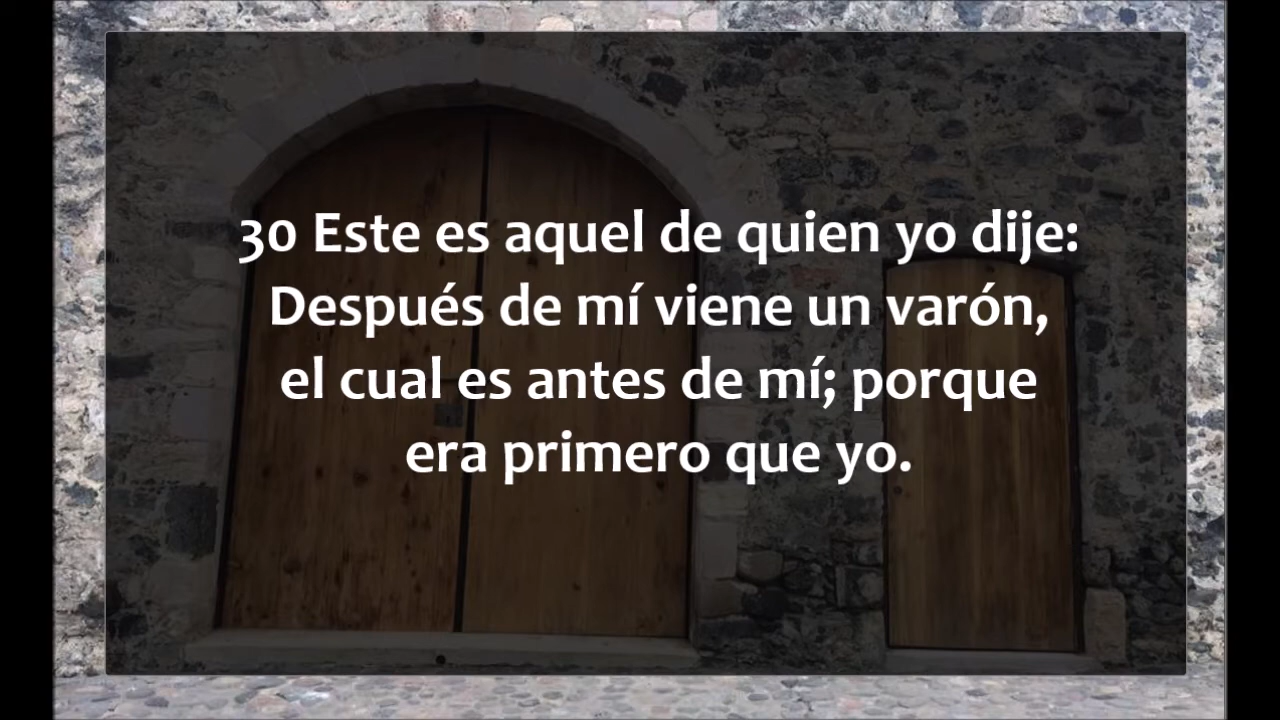 30 Este es aquel de quien yo dije:
Después de mí viene un varón,
el cual es antes de mí; porque
era primero que yo.